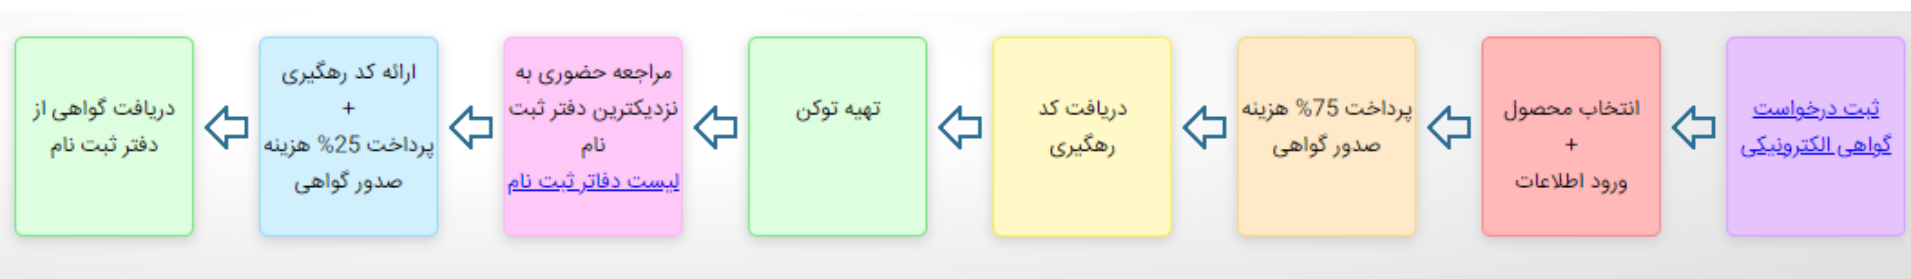 ثبت درخواست
گواهی الکترونیکی
انتخاب محصول
+
ورود اطلاعات
پرداخت 75% هزینه
صدور گواهی
دریافت کد
رهگیری
تهیه توکن
مراجعه حضوری به
نزدیکترین دفتر ثبت
نام
لیست دفاتر ثبت نام
ارائه کد رهگیری
+
پرداخت 25% هزینه
صدور گواهی
دریافت گواهی از
دفتر ثبت نام